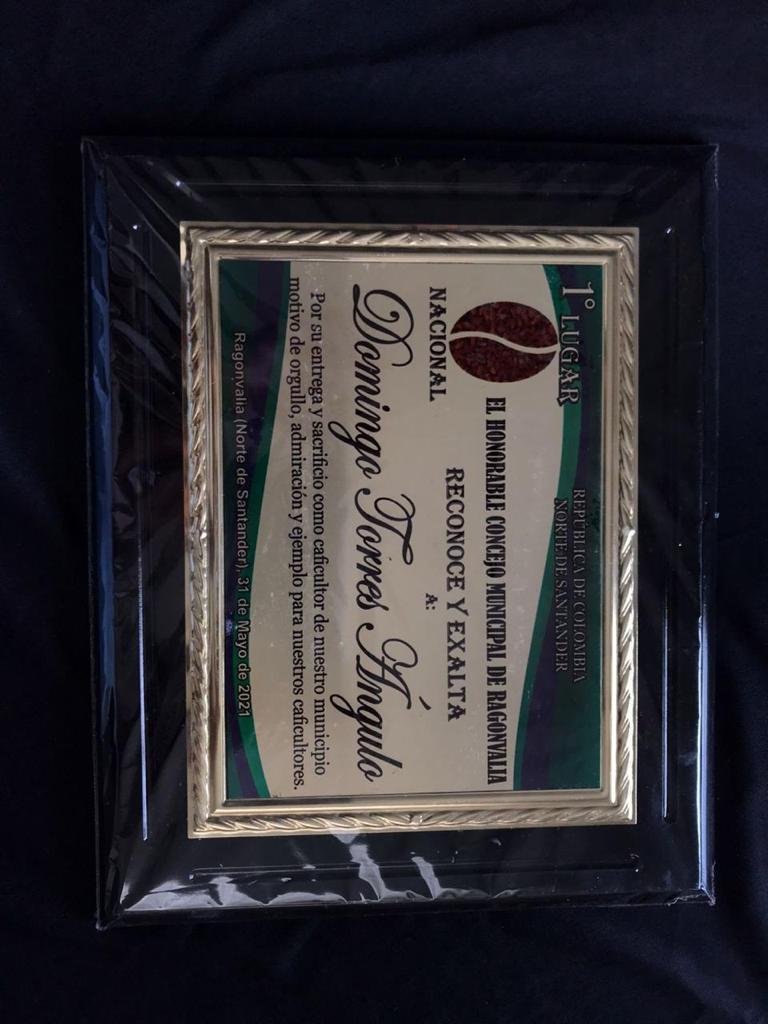 1° LUGAR
REPÚBLICA DE COLOMBIA
NORTE DE SANTANDER
EL HONORABLE CONCEJO MUNICIPAL DE RAGONVALIA
RECONOCE Y EXALTA
A:
NACIONAL
Domingo Torres Ángulo
Por su entrega y sacrificio como caficultor de nuestro municipio
motivo de orgullo, admiración y ejemplo para nuestros caficultores.
Ragonvalia (Norte de Santander), 31 de Mayo de 2021